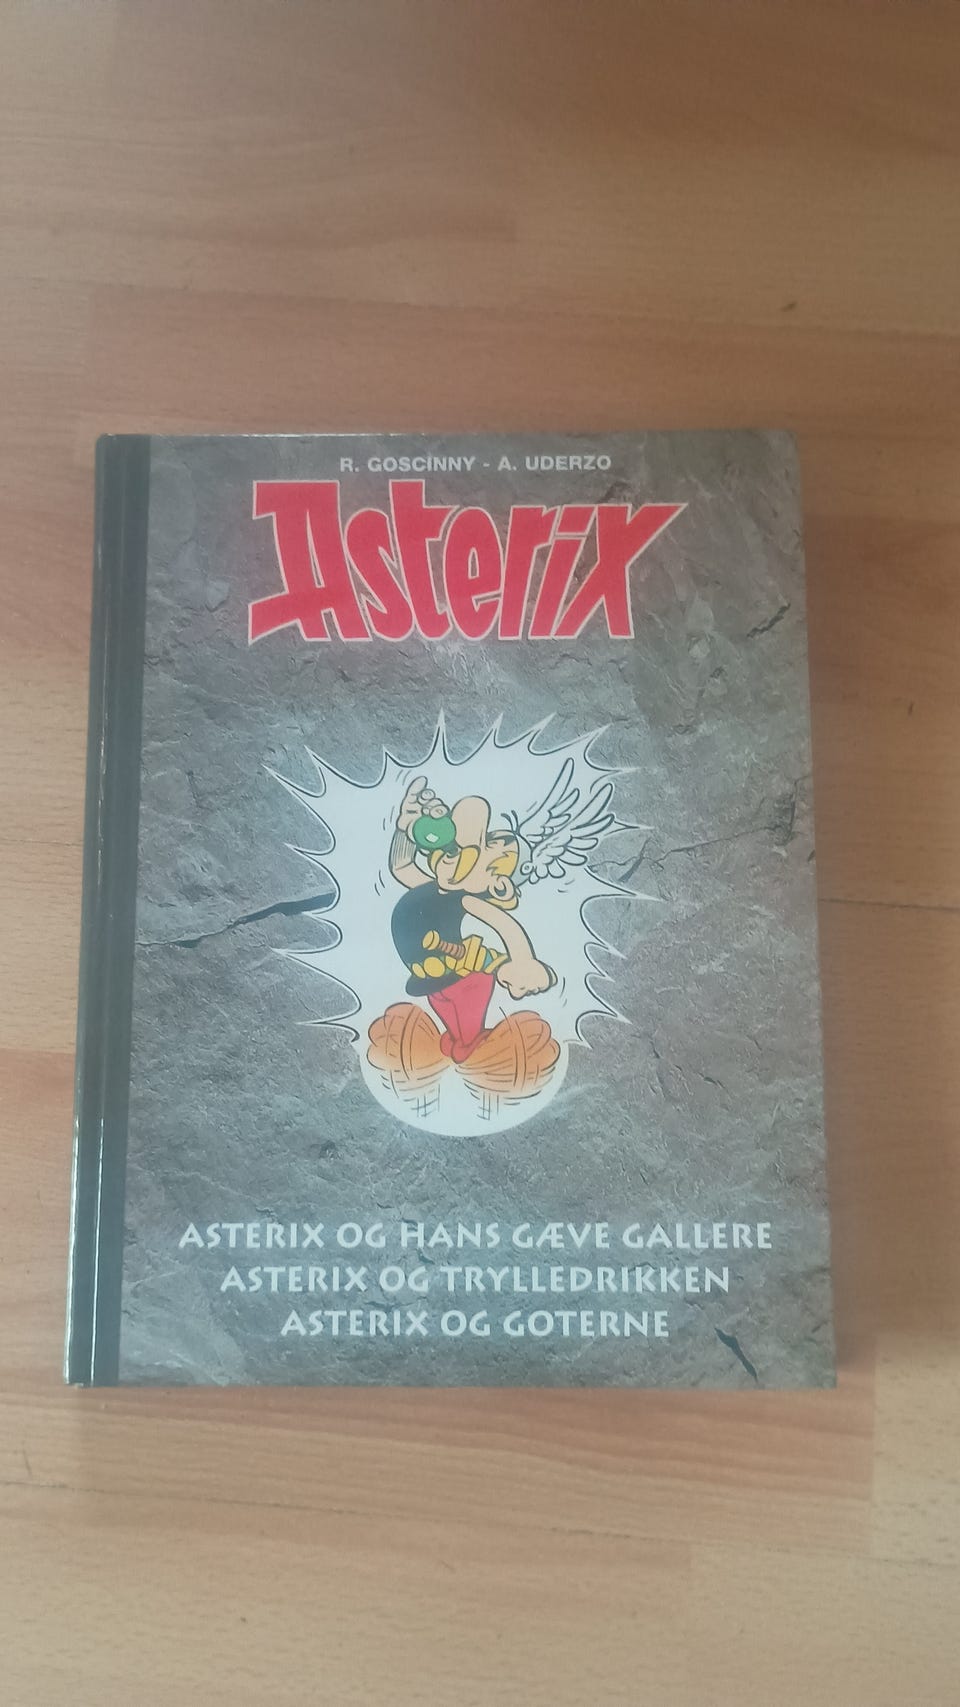 R. GOSCINNY - A. UDERZO
Asterix
ASTERIX OG HANS GÆVE GALLERE
ASTERIX OG TRYLLEDRIKKEN
ASTERIX OG GOTERNE